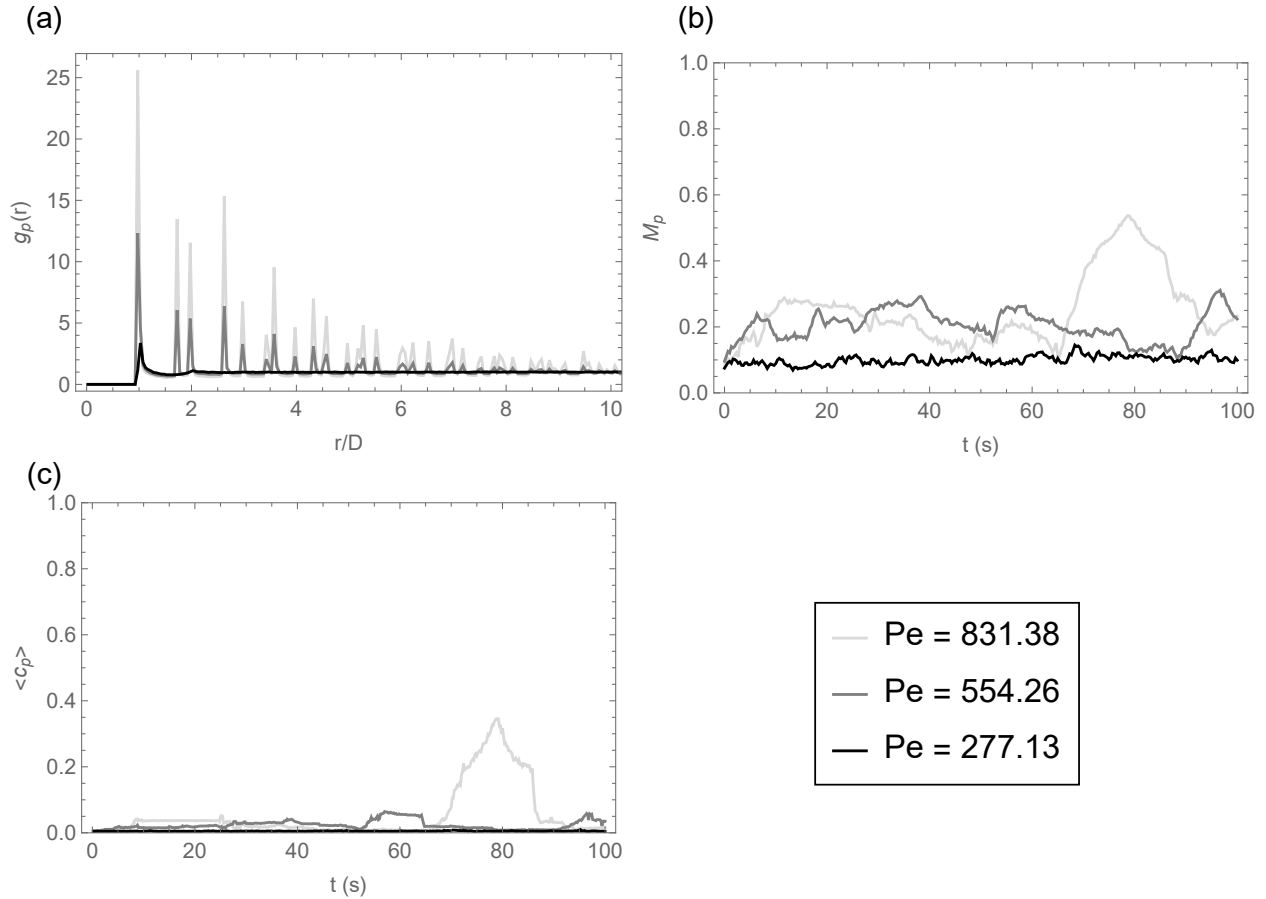 (a)
25
20
15
10
5
0
g_p(r)
0 2 4 6 8 10
r/D
(b)
1.0
0.8
0.6
0.4
0.2
0.0
M_p
0 20 40 60 80 100
t (s)
(c)
1.0
0.8
0.6
0.4
0.2
0.0
<c_p>
0 20 40 60 80 100
t (s)
Pe = 831.38
Pe = 554.26
Pe = 277.13